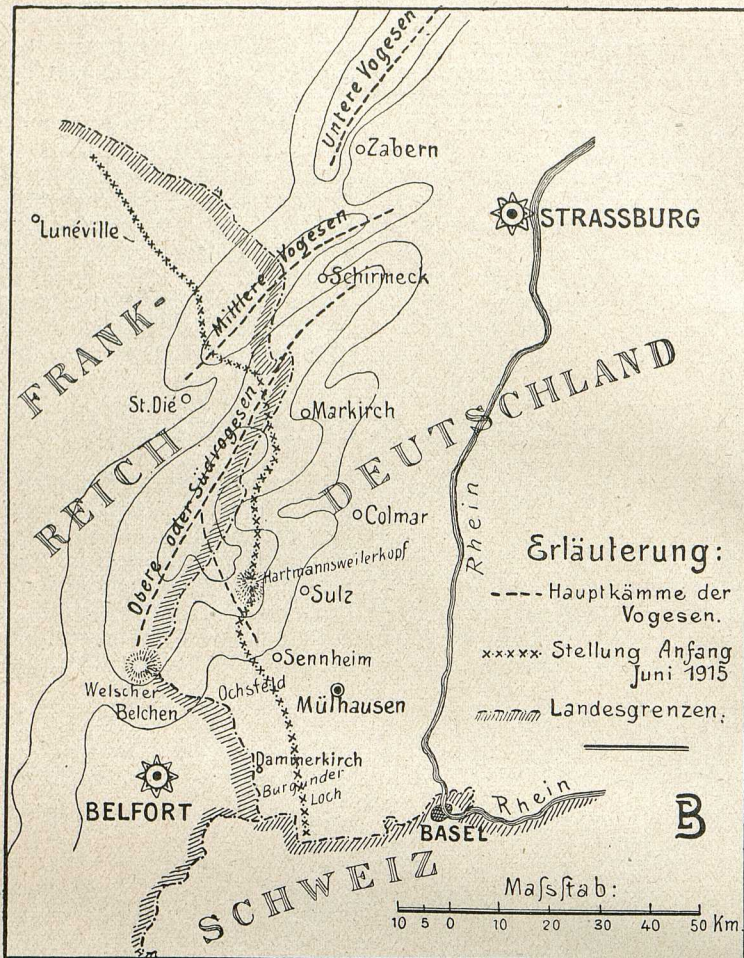 Untere Vogesen
Zabern
STRASSBURG
Lunéville
Mittlere Vogesen
Schirmeck
FRANK-
REICH
St. Dié
Markirch
DEUTSCHLAND
Obere oder Südvogesen
Colmar
Rhein
Hartmannsweilerkopf
Sulz
Sennheim
Welscher
Belchen
Ochsfeld
Mülhausen
Dammerkirch
Burgunder
Loch
BELFORT
BASEL
Rhein
SCHWEIZ
Erläuterung:
Hauptkämme der
Vogesen.
Stellung Anfang
Juni 1915
Landesgrenzen.
B
Maſsſtab:
10 5 0 10 20 30 40 50 Km.